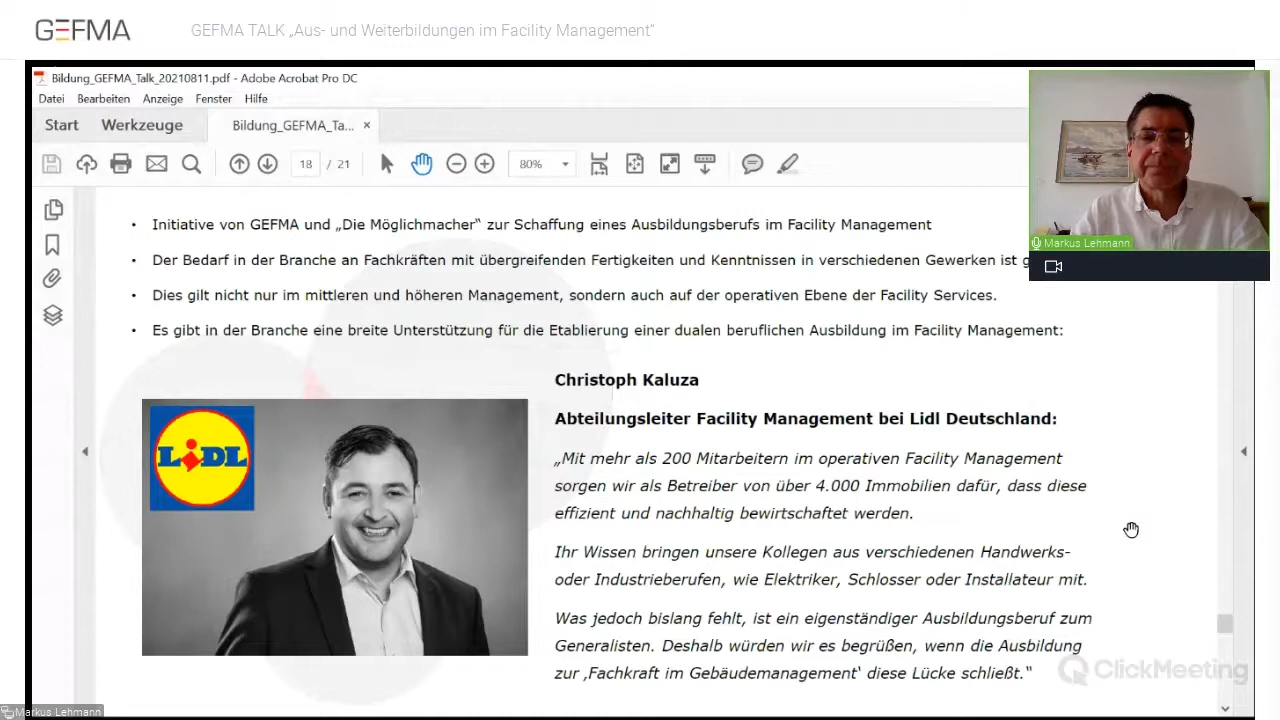 GEFMA
GEFMA TALK „Aus- und Weiterbildungen im Facility Management“
Bildung_GEFMA_Talk_20210811.pdf - Adobe Acrobat Pro DC
Datei Bearbeiten Anzeige Fenster Hilfe
Start Werkzeuge Bildung_GEFMA_Ta... ×
18 / 21 80%
• Initiative von GEFMA und „Die Möglichmacher“ zur Schaffung eines Ausbildungsberufs im Facility Management
• Der Bedarf in der Branche an Fachkräften mit übergreifenden Fertigkeiten und Kenntnissen in verschiedenen Gewerken ist
• Dies gilt nicht nur im mittleren und höheren Management, sondern auch auf der operativen Ebene der Facility Services.
• Es gibt in der Branche eine breite Unterstützung für die Etablierung einer dualen beruflichen Ausbildung im Facility Management:
Markus Lehmann
LIDL
Christoph Kaluza
Abteilungsleiter Facility Management bei Lidl Deutschland:
„Mit mehr als 200 Mitarbeitern im operativen Facility Management
sorgen wir als Betreiber von über 4.000 Immobilien dafür, dass diese
effizient und nachhaltig bewirtschaftet werden.
Ihr Wissen bringen unsere Kollegen aus verschiedenen Handwerks-
oder Industrieberufen, wie Elektriker, Schlosser oder Installateur mit.
Was jedoch bislang fehlt, ist ein eigenständiger Ausbildungsberuf zum
Generalisten. Deshalb würden wir es begrüßen, wenn die Ausbildung
zur ‚Fachkraft im Gebäudemanagement‘ diese Lücke schließt.“
ClickMeeting
Markus Lehmann